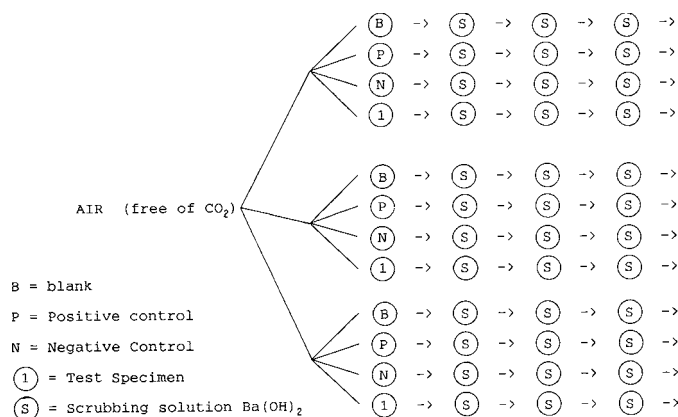 B -> S -> S -> S ->
P -> S -> S -> S ->
N -> S -> S -> S ->
1 -> S -> S -> S ->
B -> S -> S -> S ->
P -> S -> S -> S ->
AIR (free of CO₂)
N -> S -> S -> S ->
1 -> S -> S -> S ->
B = blank
B -> S -> S -> S ->
P = Positive control
P -> S -> S -> S ->
N = Negative Control
N -> S -> S -> S ->
1 = Test Specimen
1 -> S -> S -> S ->
S = Scrubbing solution Ba(OH)₂